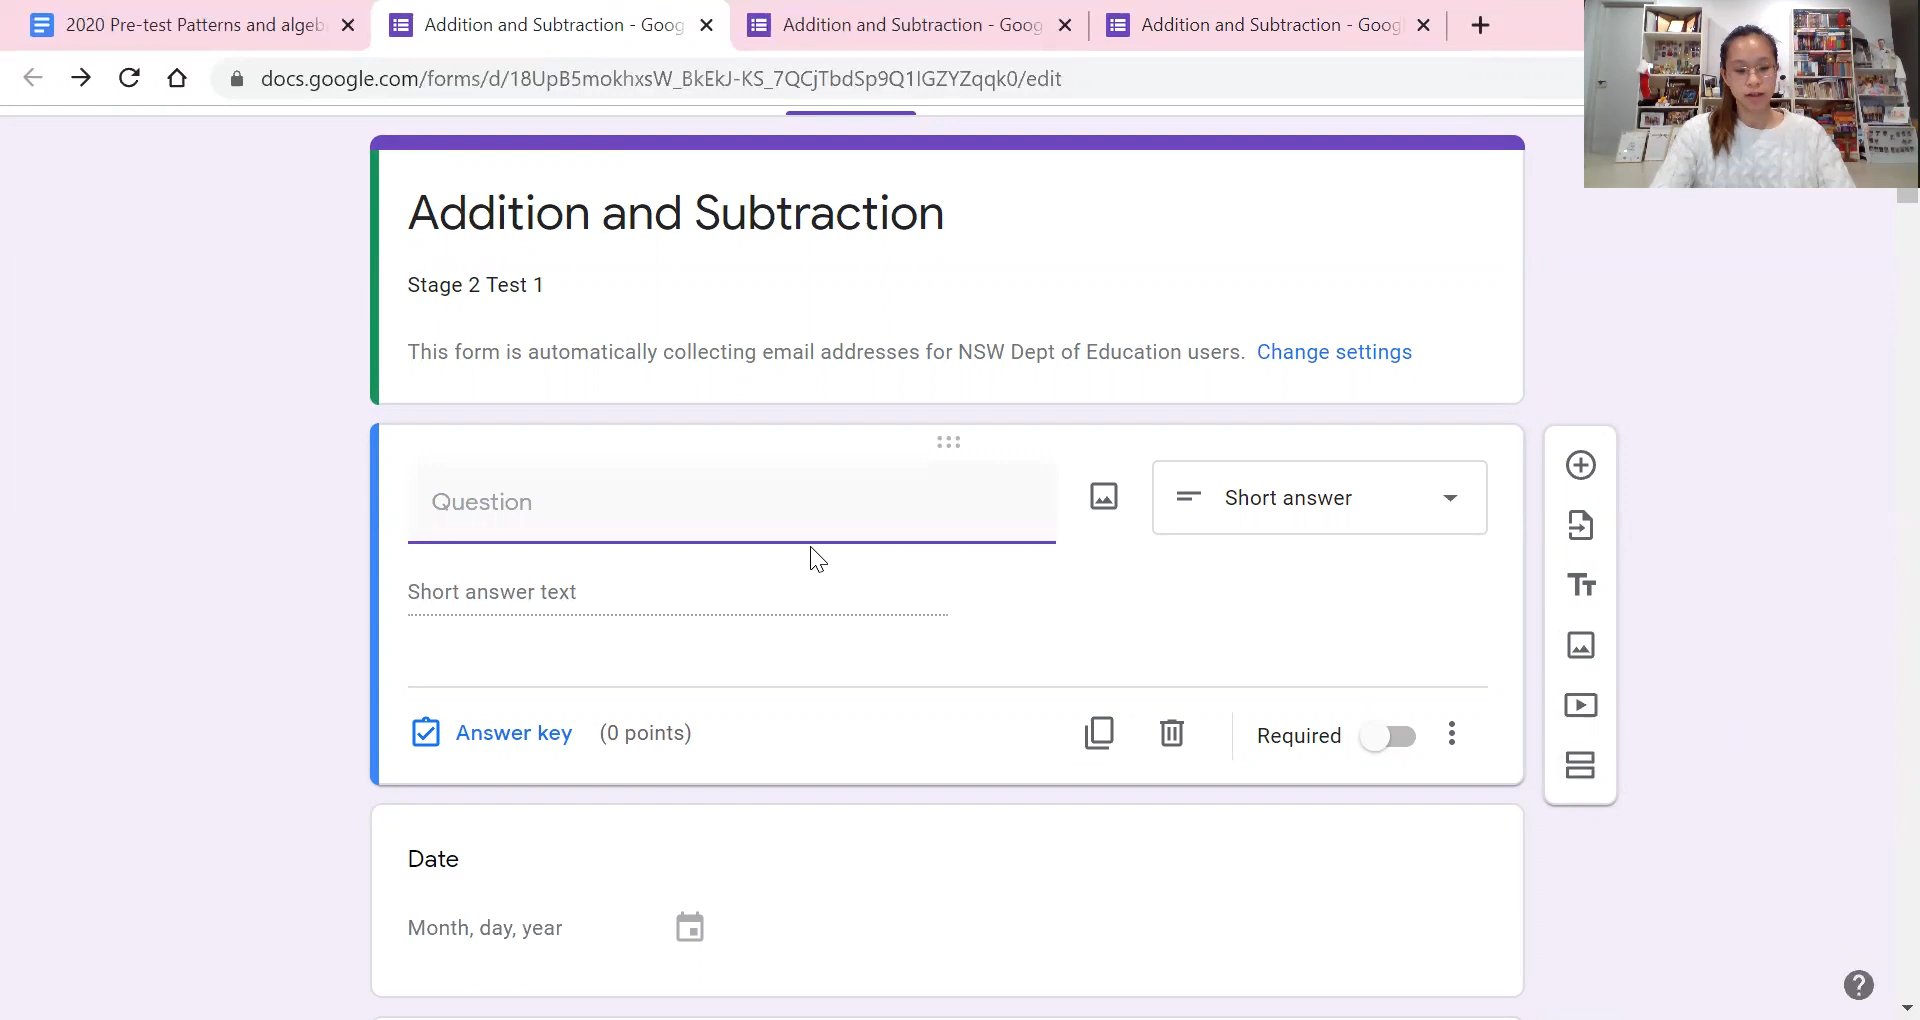 2020 Pre-test Patterns and algeb
Addition and Subtraction - Goog
Addition and Subtraction - Goog
Addition and Subtraction - Googl
docs.google.com/forms/d/18UpB5mokhxsW_BkEkJ-KS_7QCjTbdSp9Q1IGZYZqqk0/edit
Addition and Subtraction
Stage 2 Test 1
This form is automatically collecting email addresses for NSW Dept of Education users. Change settings
Question
Short answer
Short answer text
Answer key (0 points)
Required
Date
Month, day, year